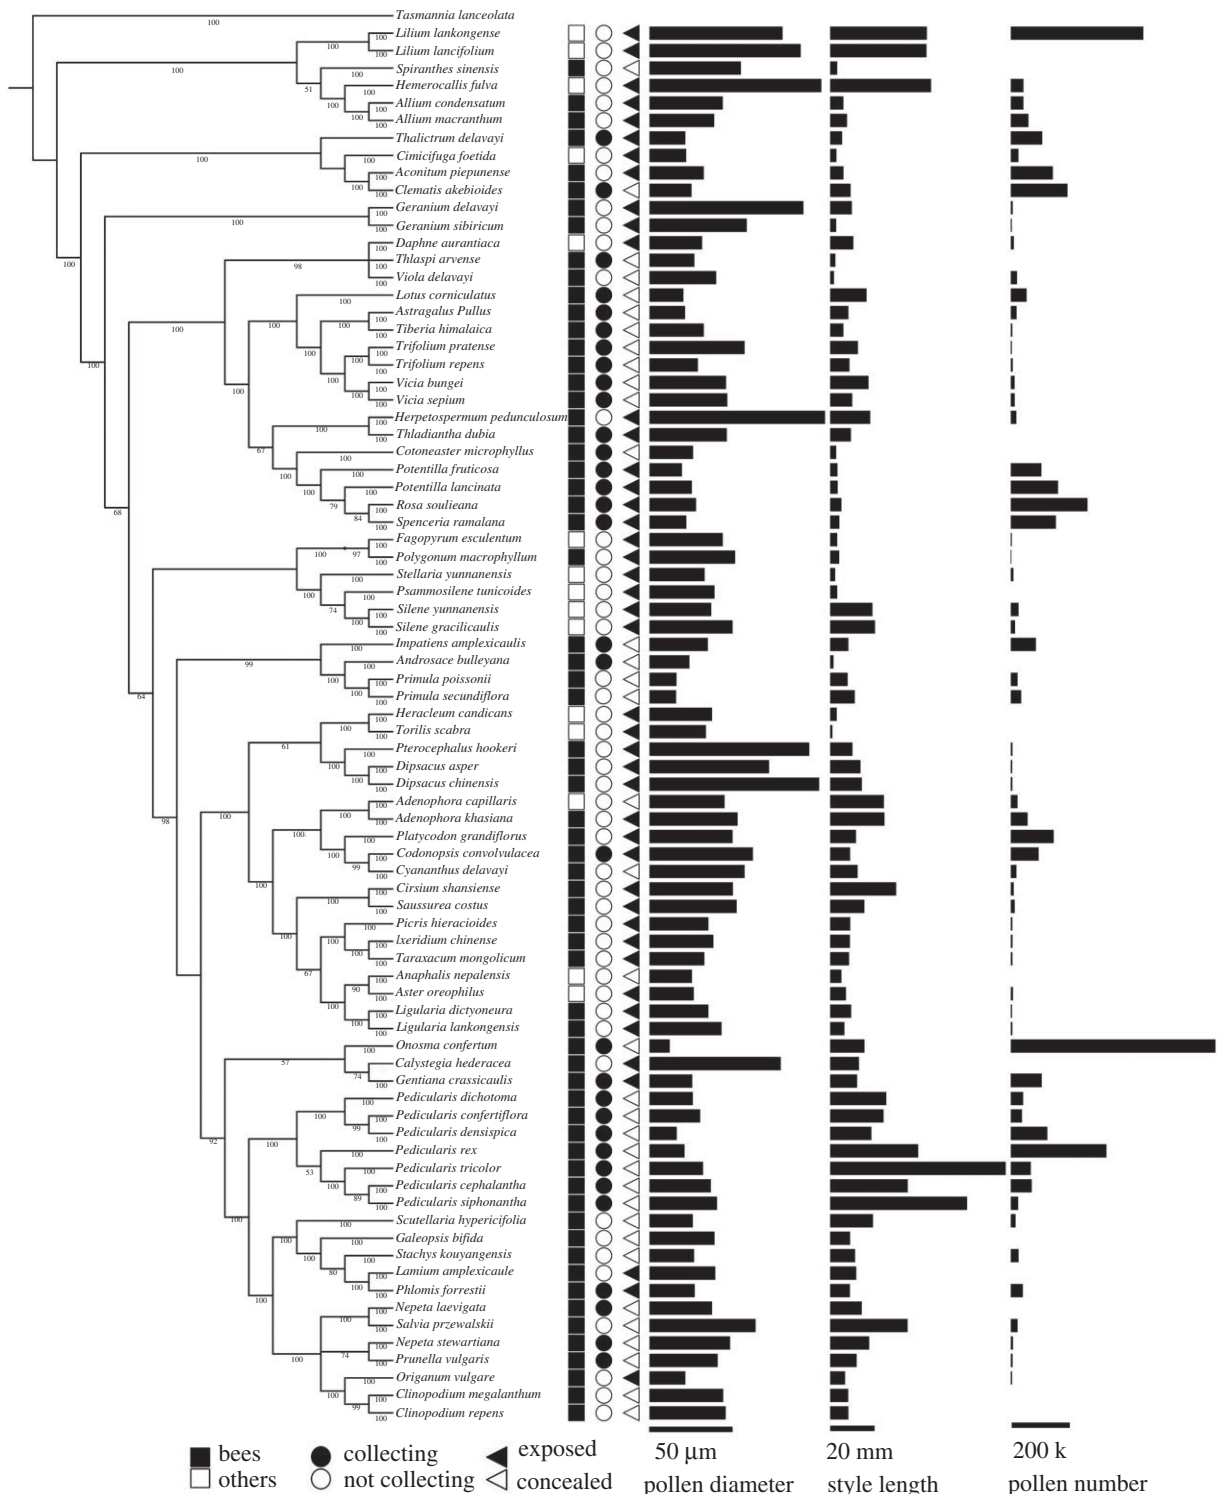 Tasmannia lanceolata
Lilium lankongense
Lilium lancifolium
Spiranthes sinensis
Hemerocallis fulva
Allium condensatum
Allium macranthum
Thalictrum delavayi
Cimicifuga foetida
Aconitum piepunense
Clematis akebioides
Geranium delavayi
Geranium sibiricum
Daphne aurantiaca
Thlaspi arvense
Viola delavayi
Lotus corniculatus
Astragalus Pullus
Tiberia himalaica
Trifolium pratense
Trifolium repens
Vicia bungei
Vicia sepium
Herpetospermum pedunculosum
Thladiantha dubia
Cotoneaster microphyllus
Potentilla fruticosa
Potentilla lancinata
Rosa soulieana
Spenceria ramalana
Fagopyrum esculentum
Polygonum macrophyllum
Stellaria yunnanensis
Psammosilene tunicoides
Silene yunnanensis
Silene gracilicaulis
Impatiens amplexicaulis
Androsace bulleyana
Primula poissonii
Primula secundiflora
Heracleum candicans
Torilis scabra
Pterocephalus hookeri
Dipsacus asper
Dipsacus chinensis
Adenophora capillaris
Adenophora khasiana
Platycodon grandiflorus
Codonopsis convolvulacea
Cyananthus delavayi
Cirsium shansiense
Saussurea costus
Picris hieracioides
lxeridium chinense
Taraxacum mongolicum
Anaphalis nepalensis
Aster oreophilus
Ligularia dictyoneura
Ligularia lankongensis
Onosma confertum
Calystegia hederacea
Gentiana crassicaulis
Pedicularis dichotoma
Pedicularis confertiflora
Pedicularis densispica
Pedicularis rex
Pedicularis tricolor
Pedicularis cephalantha
Pedicularis siphonantha
Scutellaria hypericifolia
Galeopsis bifida
Stachys kouyangensis
Lamium amplexicaule
Phlomis forrestii
Nepeta laevigata
Salvia przewalskii
Nepeta stewartiana
Prunella vulgaris
Origanum vulgare
Clinopodium megalanthum
Clinopodium repens
bees collecting exposed 50 µm 20 mm 200 k
others not collecting concealed pollen diameter style length pollen number